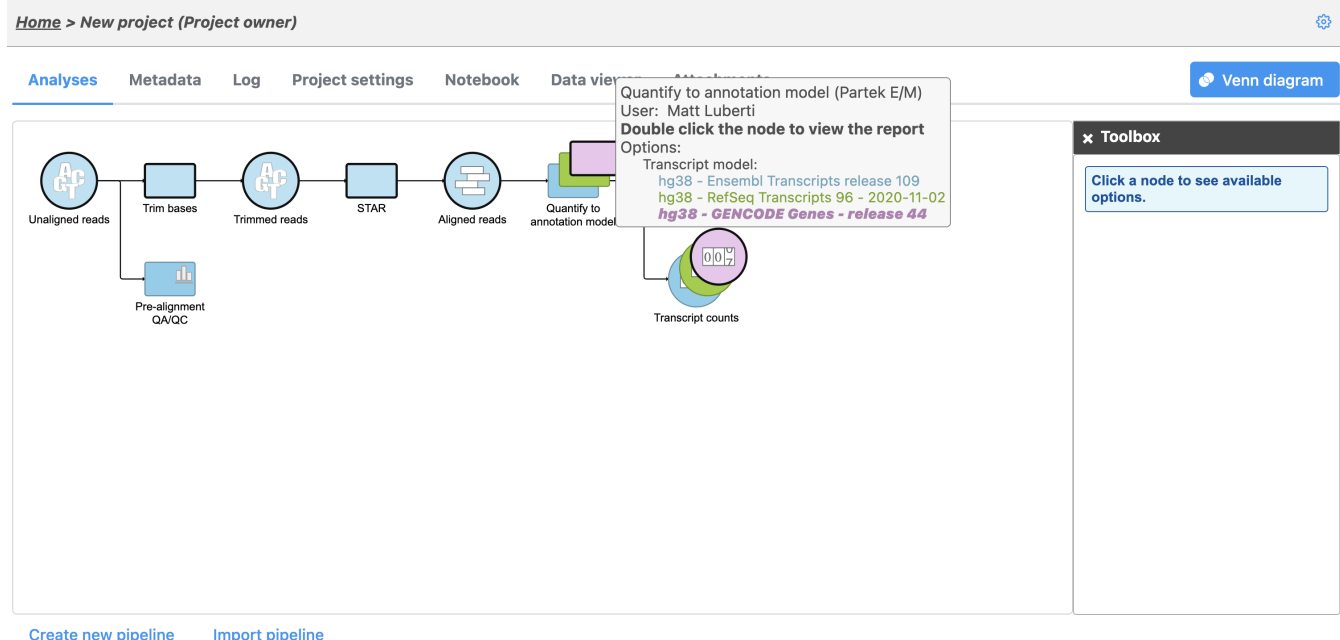 Home > New project (Project owner)
Analyses Metadata Log Project settings Notebook Data viewer Attachments
Venn diagram
Quantify to annotation model (Partek E/M)
User: Matt Luberti
Double click the node to view the report
Options:
Transcript model:
hg38 - Ensembl Transcripts release 109
hg38 - RefSeq Transcripts 96 - 2020-11-02
hg38 - GENCODE Genes - release 44
Toolbox
Click a node to see available
options.
Unaligned reads
Trim bases
Trimmed reads
STAR
Aligned reads
Quantify to
annotation model
Pre-alignment
QA/QC
Transcript counts
Create new pipeline Import pipeline